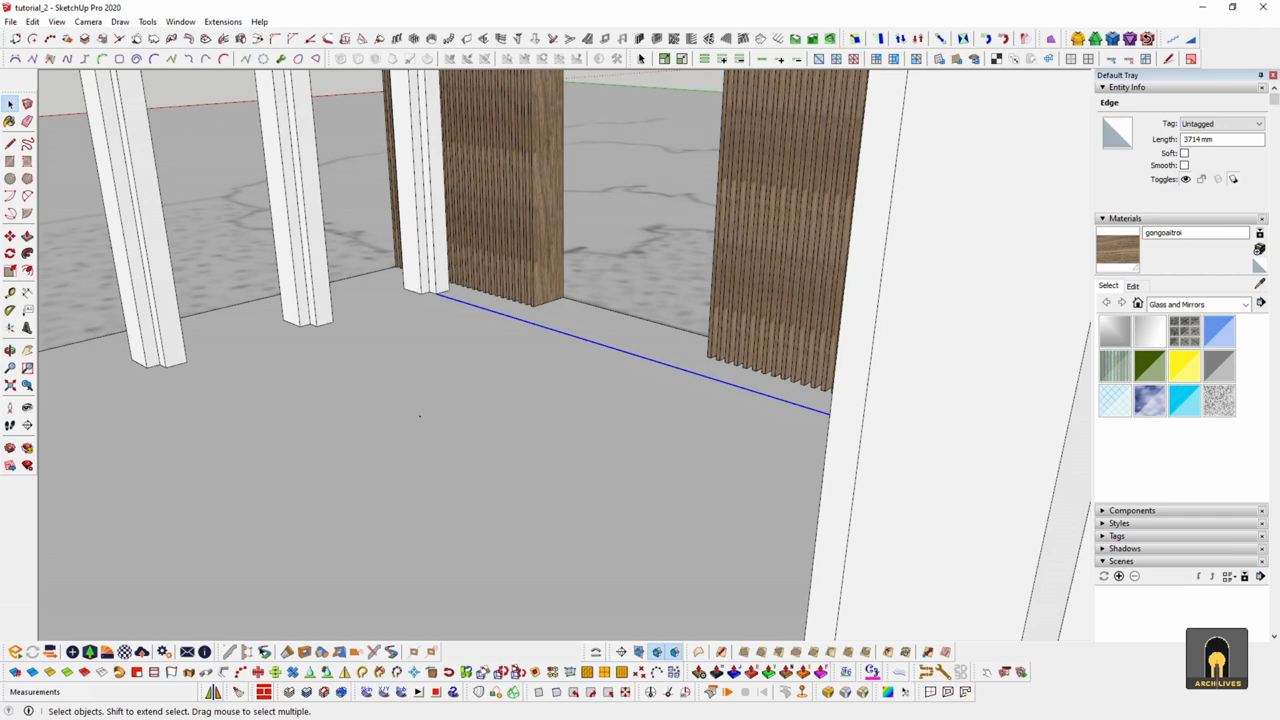 tutorial_2 - SketchUp Pro 2020
File Edit View Camera Draw Tools Window Extensions Help
Default Tray
Entity Info
Edge
Tag: Untagged
Length: 3714 mm
Soft:
Smooth:
Toggles:
Materials
gongoaitroi
Select Edit
Glass and Mirrors
Components
Styles
Tags
Shadows
Scenes
ARCHLIVES
Measurements
Select objects. Shift to extend select. Drag mouse to select multiple.